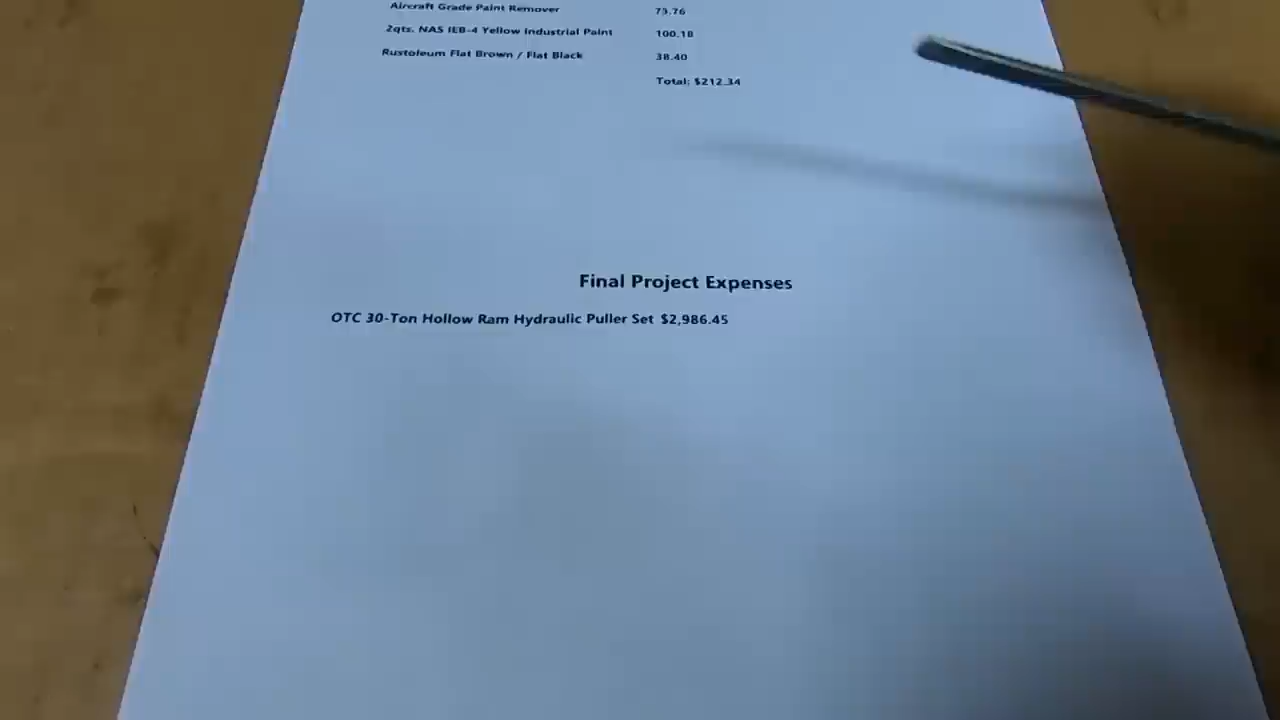 Aircraft Grade Paint Remover 73.76
2qts. NAS IEB-4 Yellow Industrial Paint 100.18
Rustoleum Flat Brown / Flat Black 38.40
Total: $212.34
Final Project Expenses
OTC 30-Ton Hollow Ram Hydraulic Puller Set $2,986.45